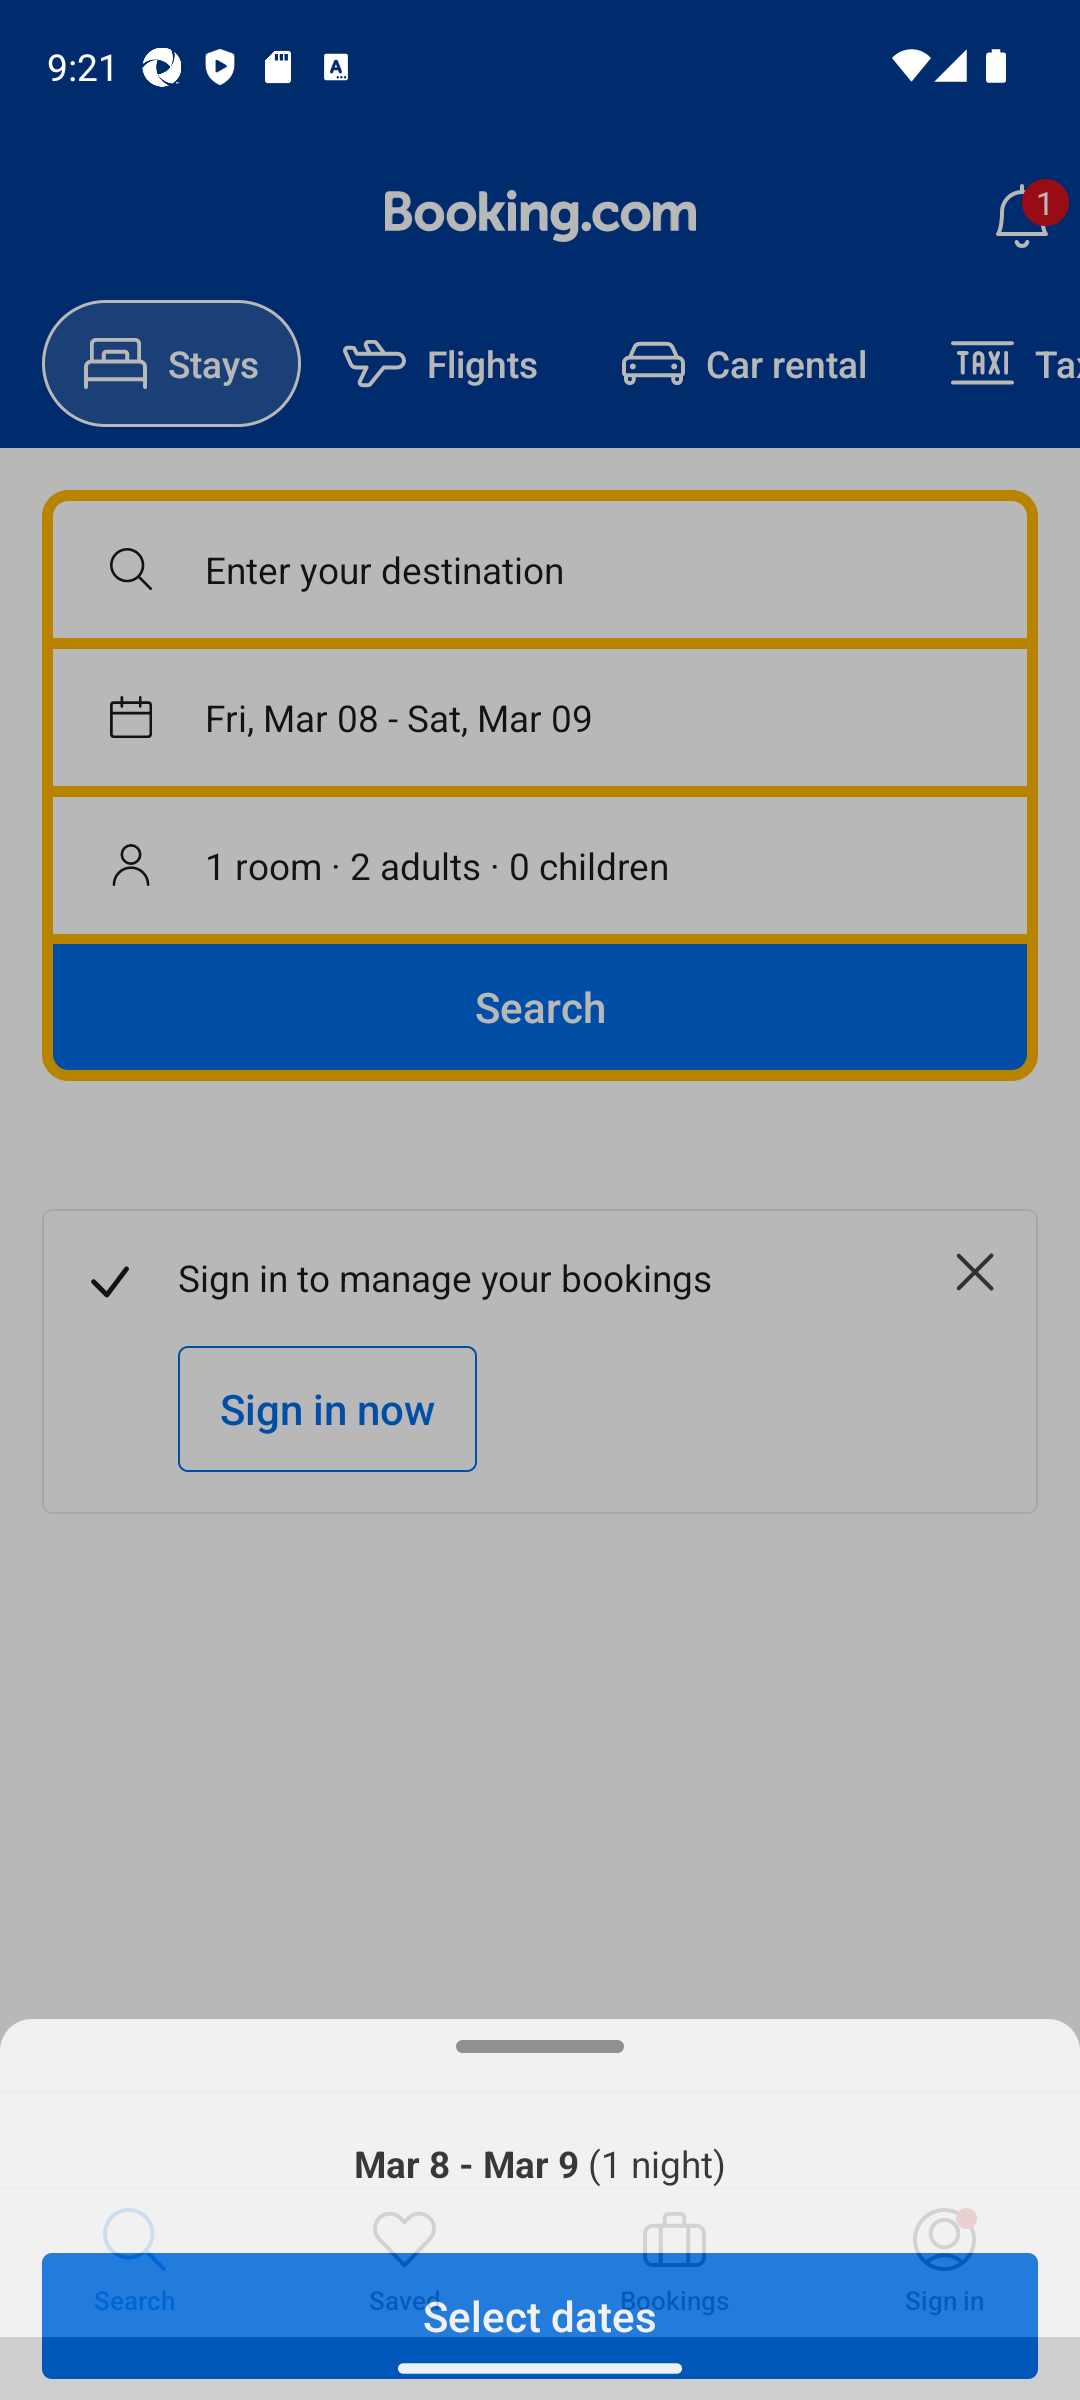 9:21
Booking.com
1
Stays
Flights
Car rental
TAXI
Enter your destination
Fri, Mar 08 - Sat, Mar 09
1 room · 2 adults · 0 children
Search
Sign in to manage your bookings
Sign in now
Mar 8 - Mar 9 (1 night)
Search
Saved
Bookings
Sign in
Select dates